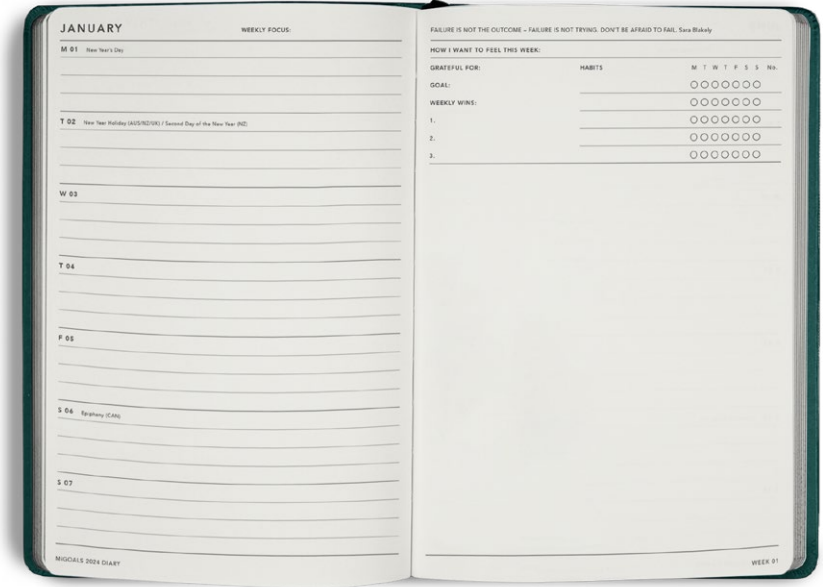 JANUARY WEEKLY FOCUS:
M 01 New Year's Day
T 02 New Year Holiday (AUS/NZ/UK) / Second Day of the New Year (NZ)
W 03
T 04
F 05
S 06 Epiphany (CAN)
S 07
MIGOALS 2024 DIARY
FAILURE IS NOT THE OUTCOME – FAILURE IS NOT TRYING. DON'T BE AFRAID TO FAIL. Sara Blakely
HOW I WANT TO FEEL THIS WEEK:
GRATEFUL FOR: HABITS M T W T F S S No.
GOAL:
WEEKLY WINS:
1.
2.
3.
WEEK 01